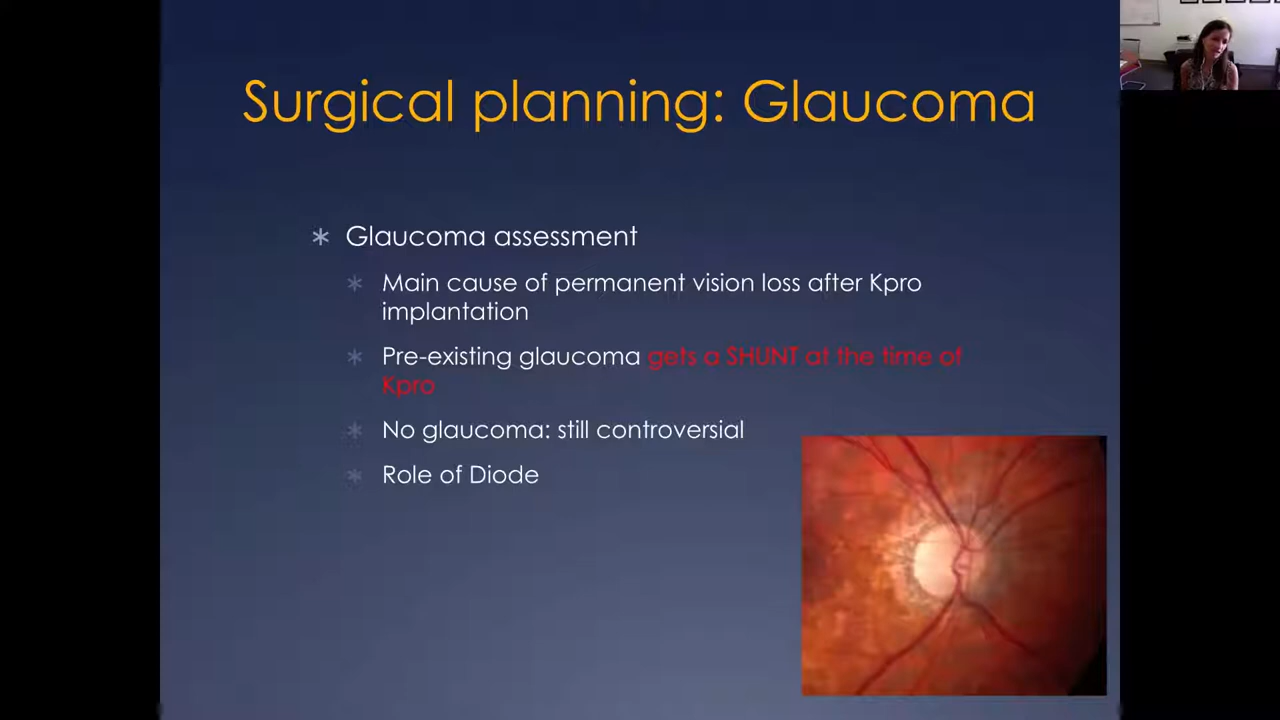 Surgical planning: Glaucoma
Glaucoma assessment
Main cause of permanent vision loss after Kpro
implantation
Pre-existing glaucoma gets a SHUNT at the time of
Kpro
No glaucoma: still controversial
Role of Diode